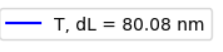 T, dL = 80.08 nm